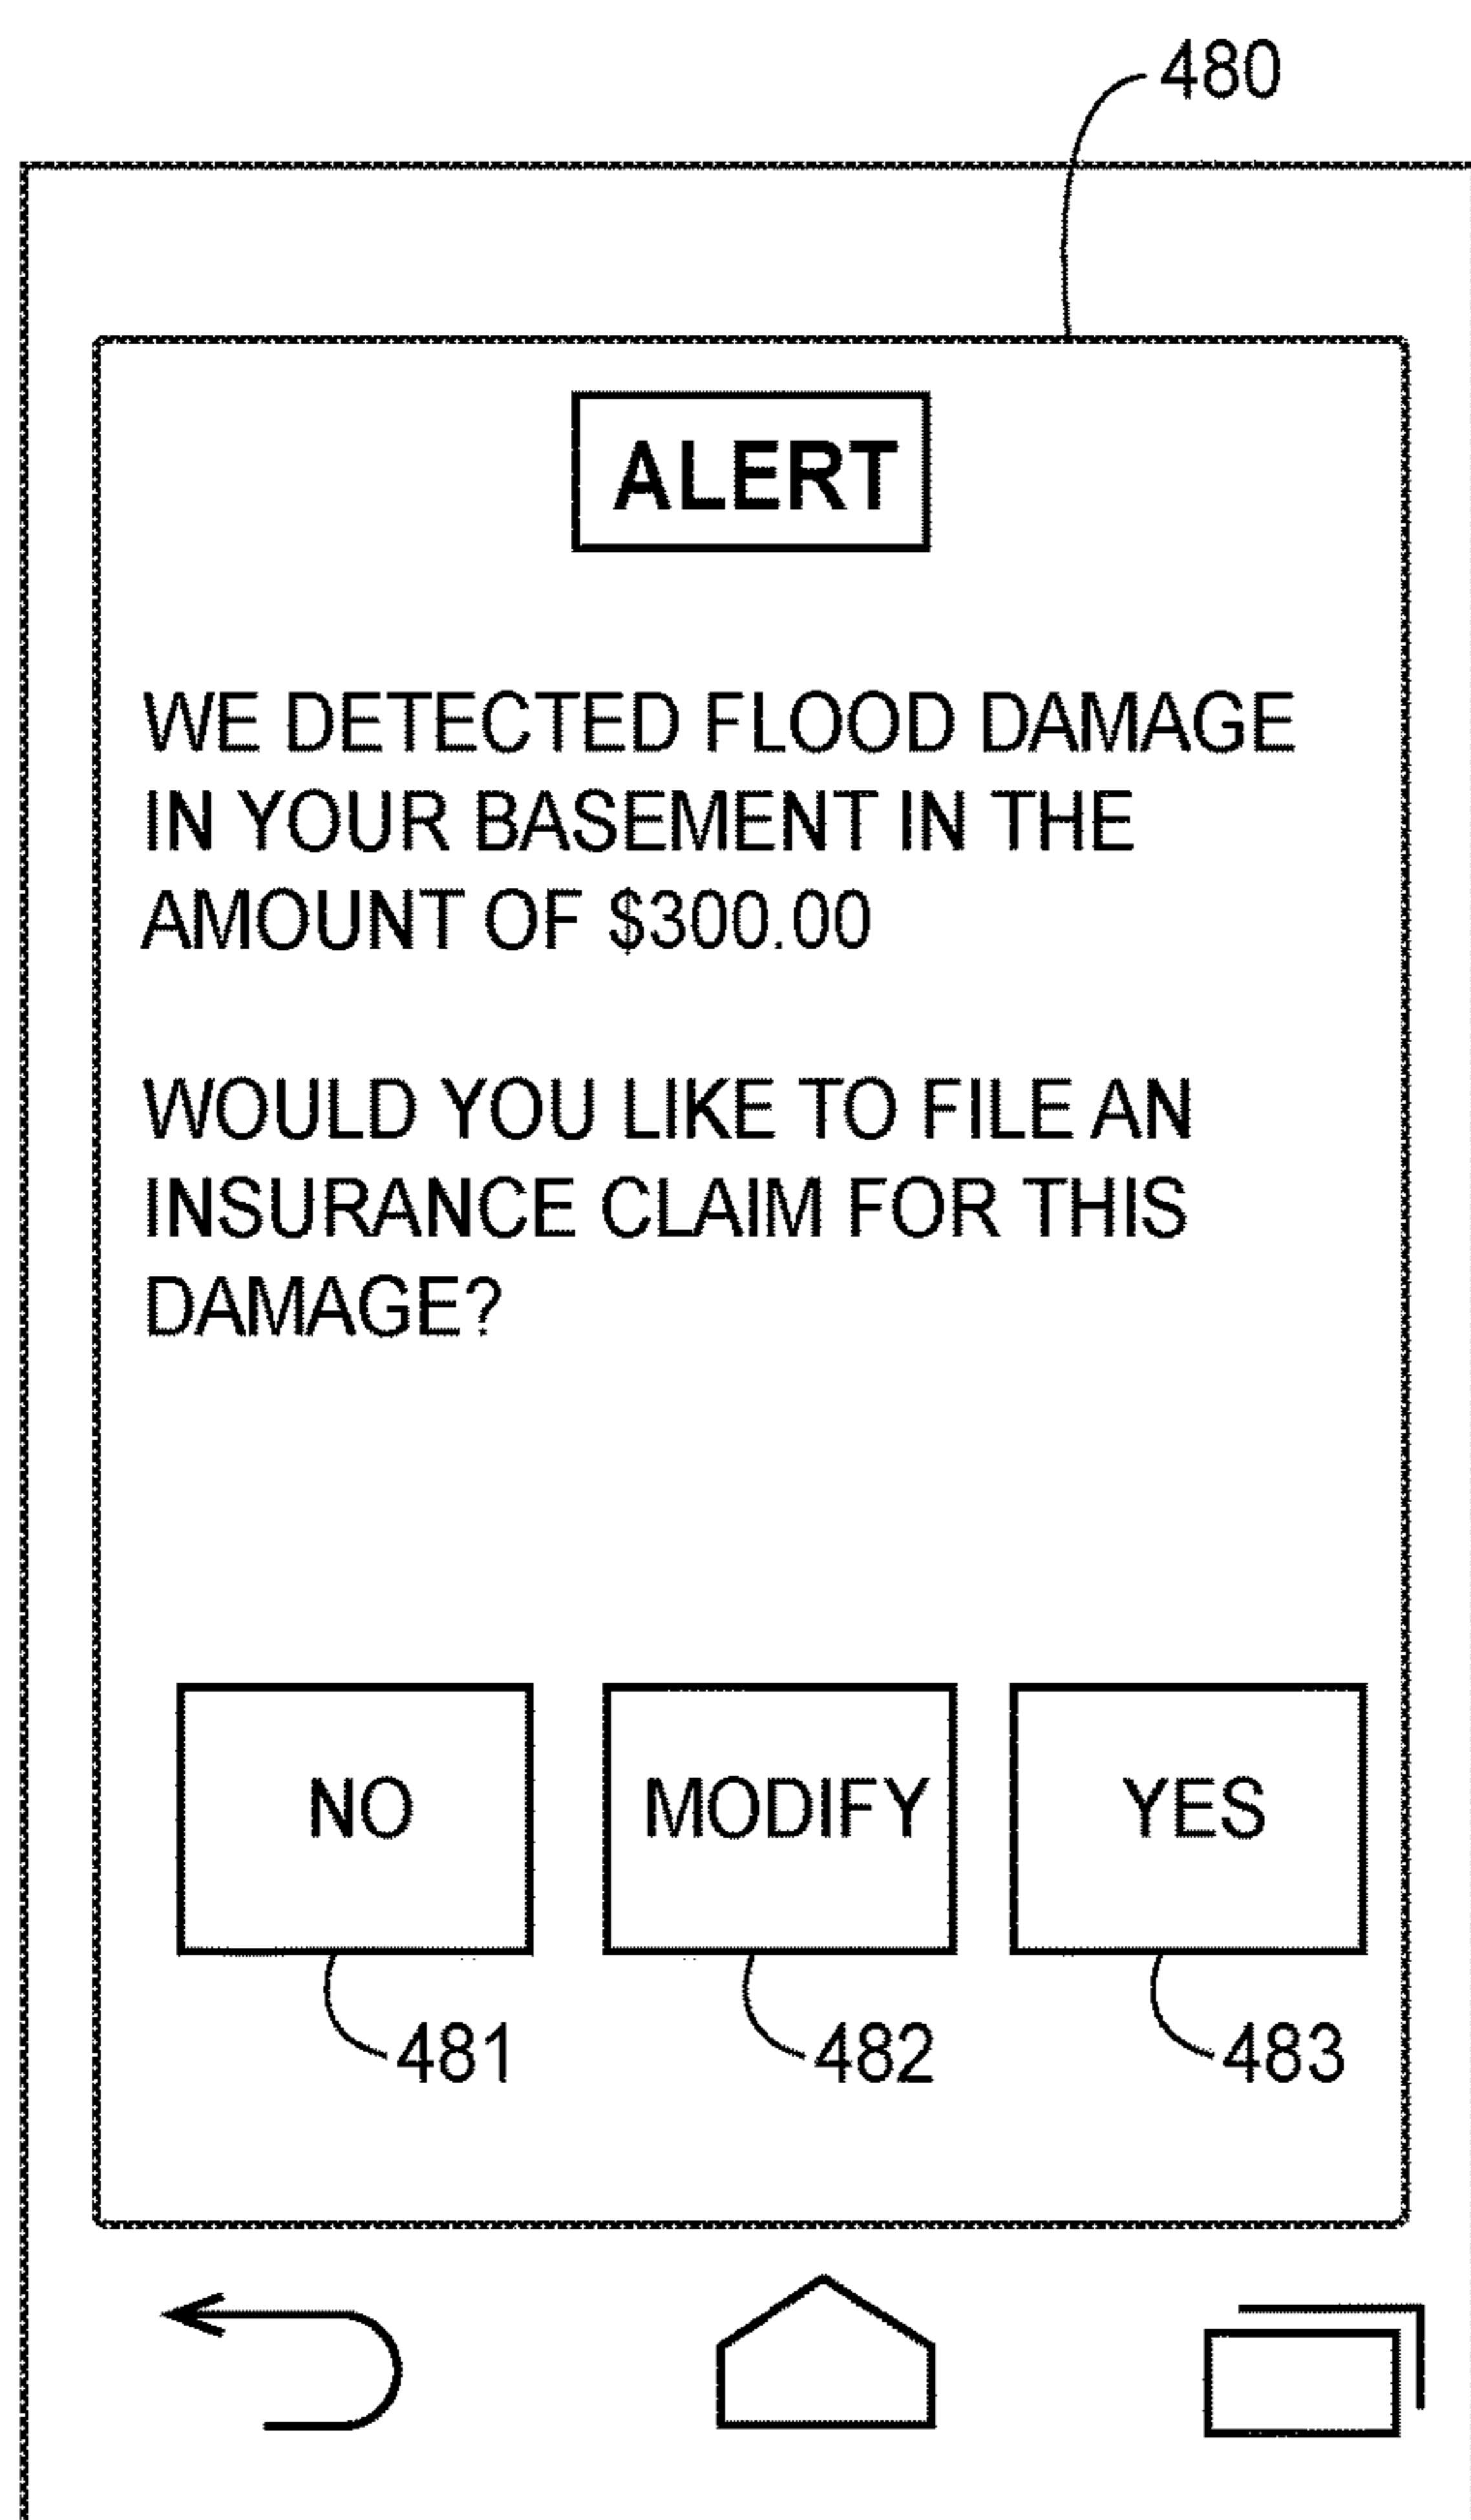 480
ALERT
WE DETECTED FLOOD DAMAGE
IN YOUR BASEMENT IN THE
AMOUNT OF $300.00
WOULD YOU LIKE TO FILE AN
INSURANCE CLAIM FOR THIS
DAMAGE?
NO MODIFY YES
481 482 483